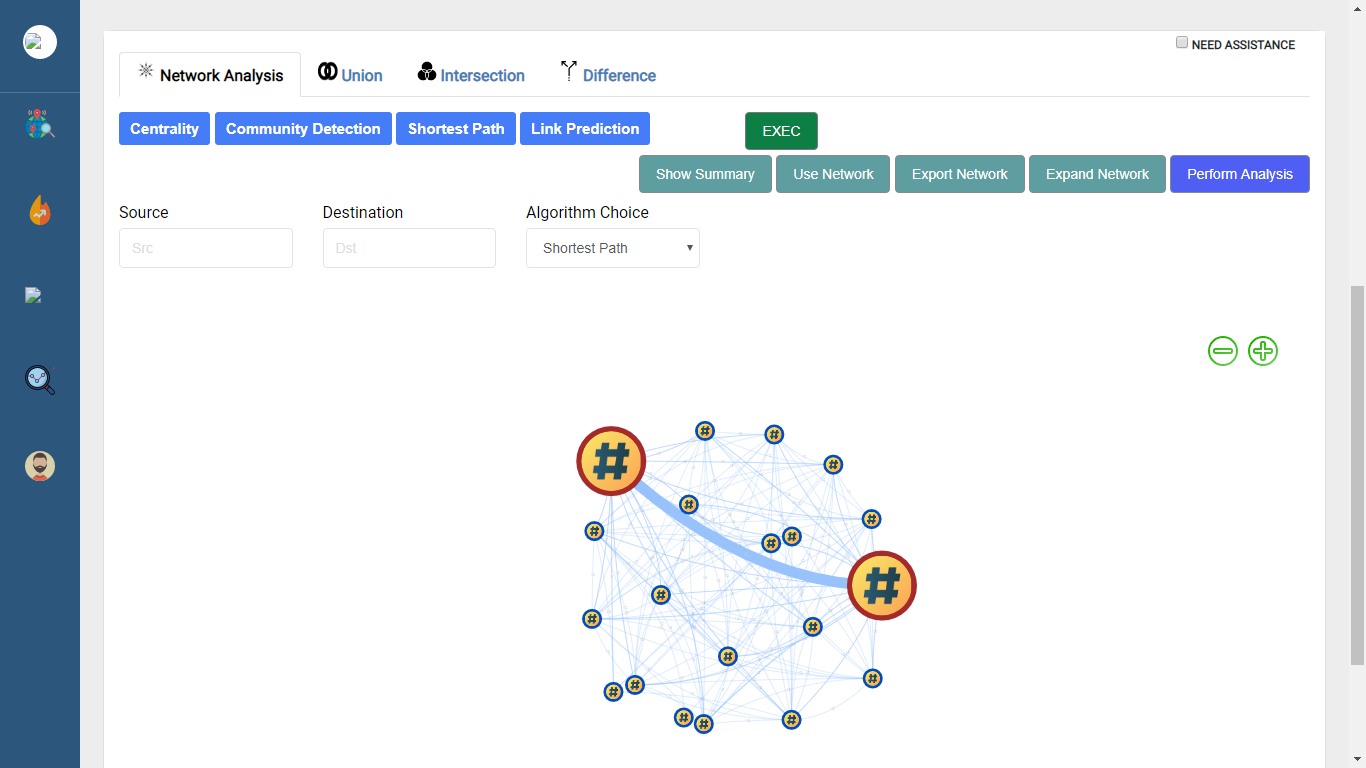 NEED ASSISTANCE
Network Analysis Union Intersection Difference
Centrality Community Detection Shortest Path Link Prediction EXEC
Show Summary Use Network Export Network Expand Network Perform Analysis
Source Destination Algorithm Choice
Src Dst Shortest Path
# # # #
# #
# # # #
#
# #
# #
# #
# # #
# #